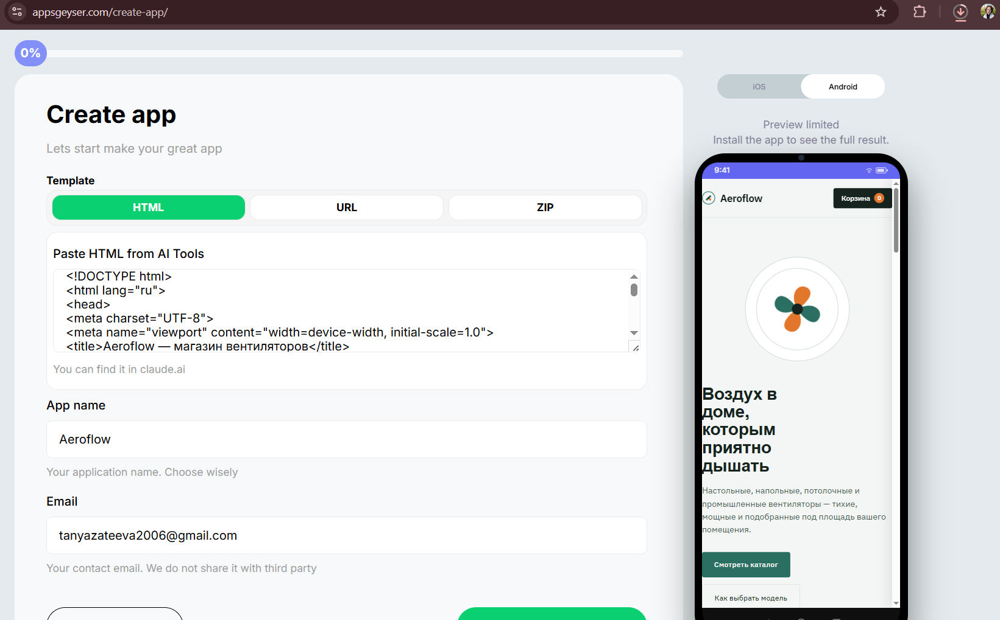 appsgeyser.com/create-app/
0%
Create app
Lets start make your great app
Template
HTML
URL
ZIP
Paste HTML from AI Tools
<!DOCTYPE html>
<html lang="ru">
<head>
<meta charset="UTF-8">
<meta name="viewport" content="width=device-width, initial-scale=1.0">
<title>Aeroflow — магазин вентиляторов</title>
You can find it in claude.ai
App name
Aeroflow
Your application name. Choose wisely
Email
tanyazateeva2006@gmail.com
Your contact email. We do not share it with third party
iOS
Android
Preview limited
Install the app to see the full result.
9:41
Aeroflow
Корзина 0
Воздух в
доме,
которым
приятно
дышать
Настольные, напольные, потолочные и
промышленные вентиляторы — тихие,
мощные и подобранные под площадь вашего
помещения.
Смотреть каталог
Как выбрать модель